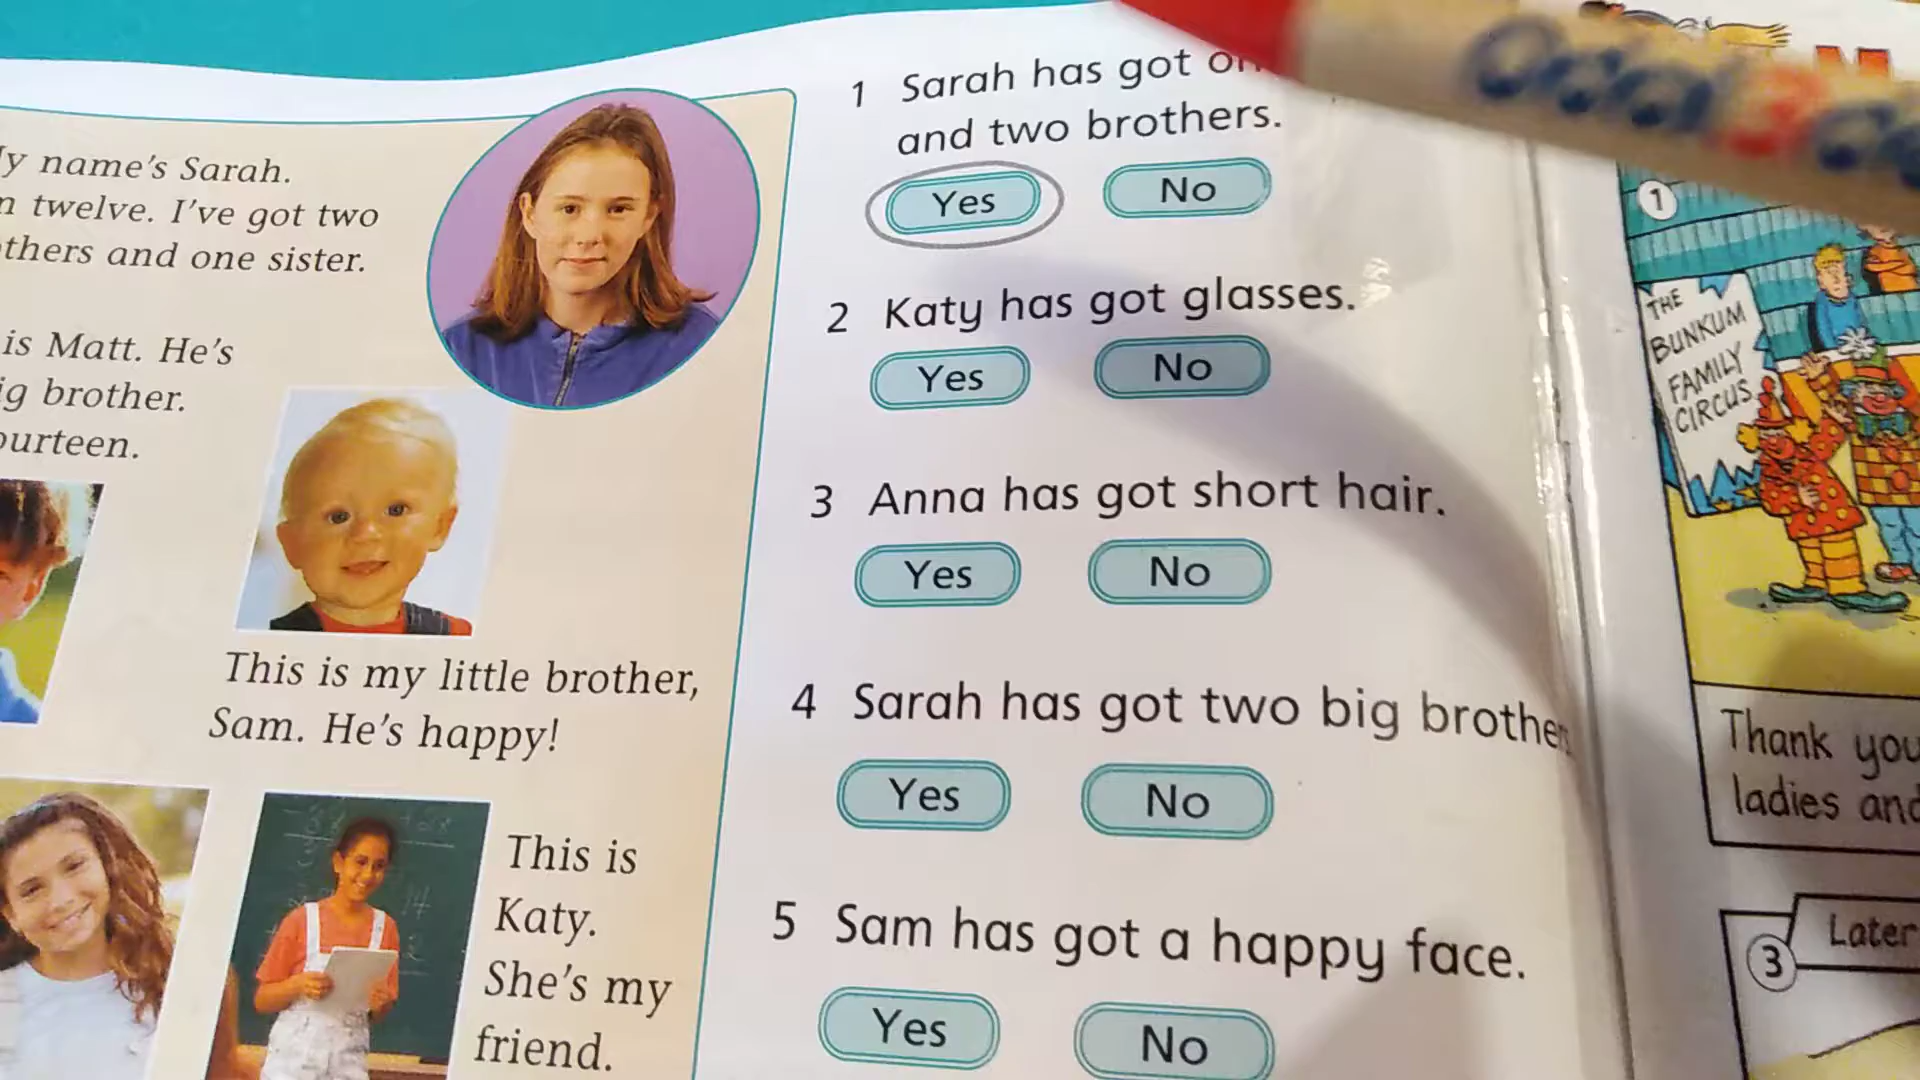 name's Sarah.
twelve. I've got two
and one sister.
is Matt. He's
brother.
This is my little brother,
Sam. He's happy!
This is
Katy.
She's my
friend.
1 Sarah has got
and two brothers.
Yes No
2 Katy has got glasses.
Yes No
3 Anna has got short hair.
Yes No
4 Sarah has got two big
Yes No
5 Sam has got a happy face.
Yes No
1
THE
BUNKUM
FAMILY
CIRCUS
Thank you
ladies
3 Later